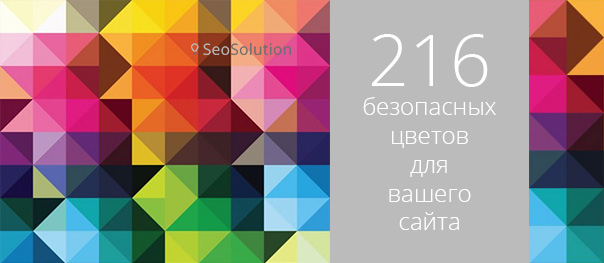 SeoSolution
216
безопасных
цветов
для
вашего
сайта